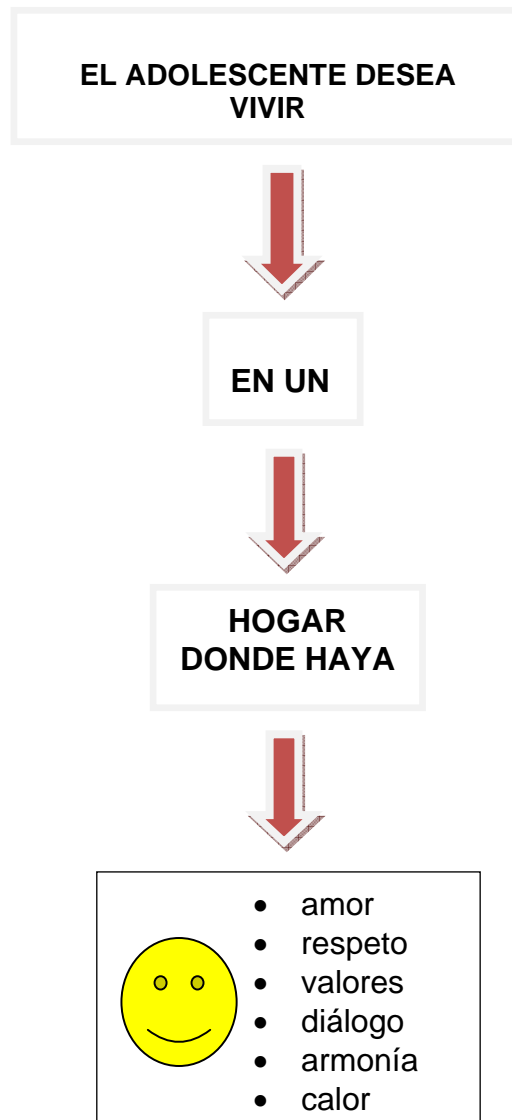 EL ADOLESCENTE DESEA
VIVIR
EN UN
HOGAR
DONDE HAYA
• amor
• respeto
• valores
• diálogo
• armonía
• calor